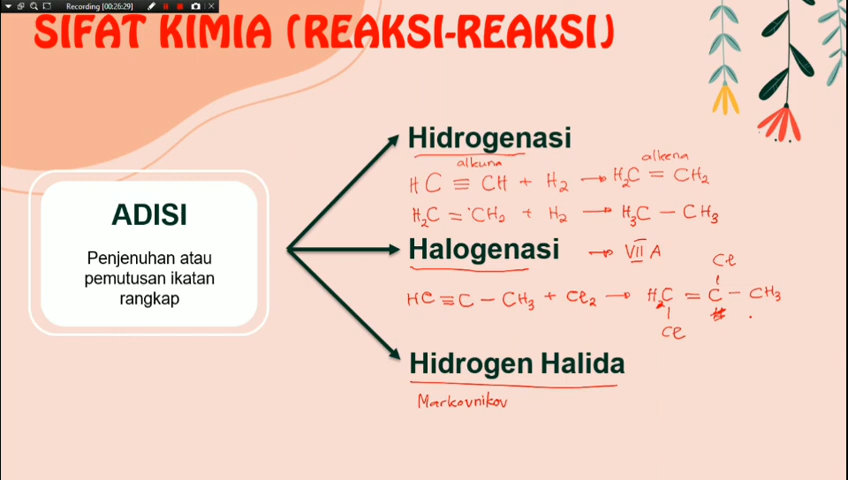 Recording [00:26:29]
SIFAT KIMIA (REAKSI-REAKSI)
ADISI
Penjenuhan atau
pemutusan ikatan
rangkap
Hidrogenasi
alkuna alkena
HC ≡ CH + H₂ → H₂C = CH₂
H₂C = CH₂ + H₂ → H₃C − CH₃
Halogenasi → VII A
Cl
HC ≡ C − CH₃ + Cl₂ → H₂C = C − CH₃
Cl
Hidrogen Halida
Markovnikov